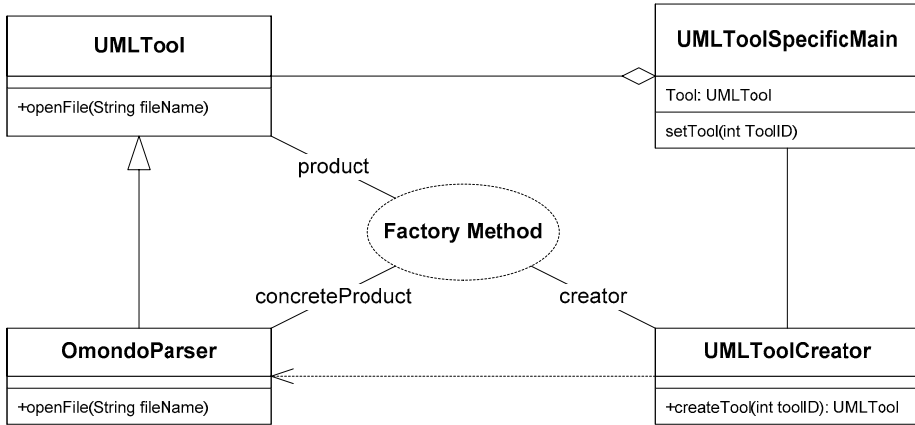 UMLTool
+openFile(String fileName)
UMLToolSpecificMain
Tool: UMLTool
setTool(int ToolID)
product
Factory Method
concreteProduct
creator
OmondoParser
+openFile(String fileName)
UMLToolCreator
+createTool(int toolID): UMLTool